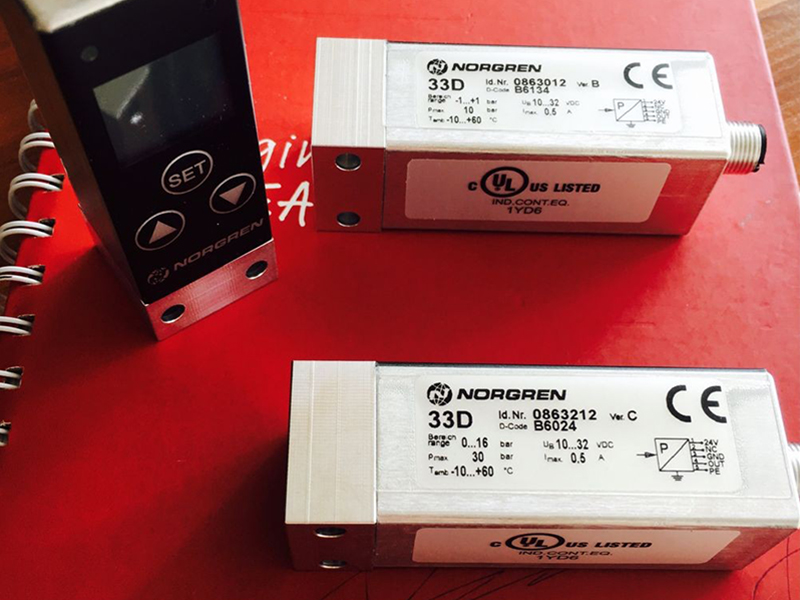 SET
NORGREN
NORGREN
33D Id.Nr. 0863012 Ver. B
D-Code B6134
Bereich range -1...+1 bar UB 10...32 VDC
Pmax. 10 bar Imax. 0,5 A
Tamb -10...+60 °C
CE
P
C UL US LISTED
IND.CONT.EQ.
1YD6
NORGREN
33D Id.Nr. 0863212 Ver. C
D-Code B6024
Bereich range 0...16 bar UB 10...32 VDC
Pmax. 30 bar Imax. 0,5 A
Tamb -10...+60 °C
CE
P
24V
NC
GND
OUT
PE
C UL US LISTED
IND.CONT.EQ.
1YD6